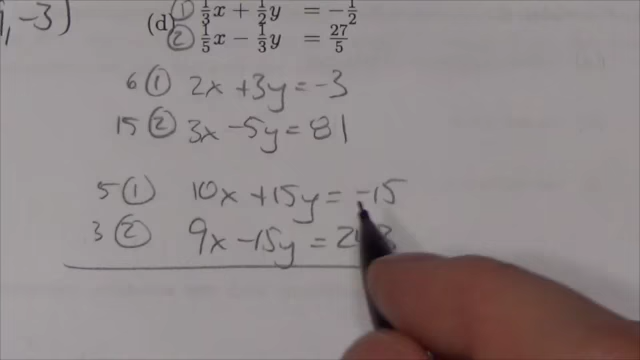 , -3)
(d) ① 1/3x + 1/2y = -1/2
② 1/5x - 1/3y = 27/5
6 ① 2x + 3y = -3
15 ② 3x - 5y = 81
5 ① 10x + 15y = -15
3 ② 9x - 15y =